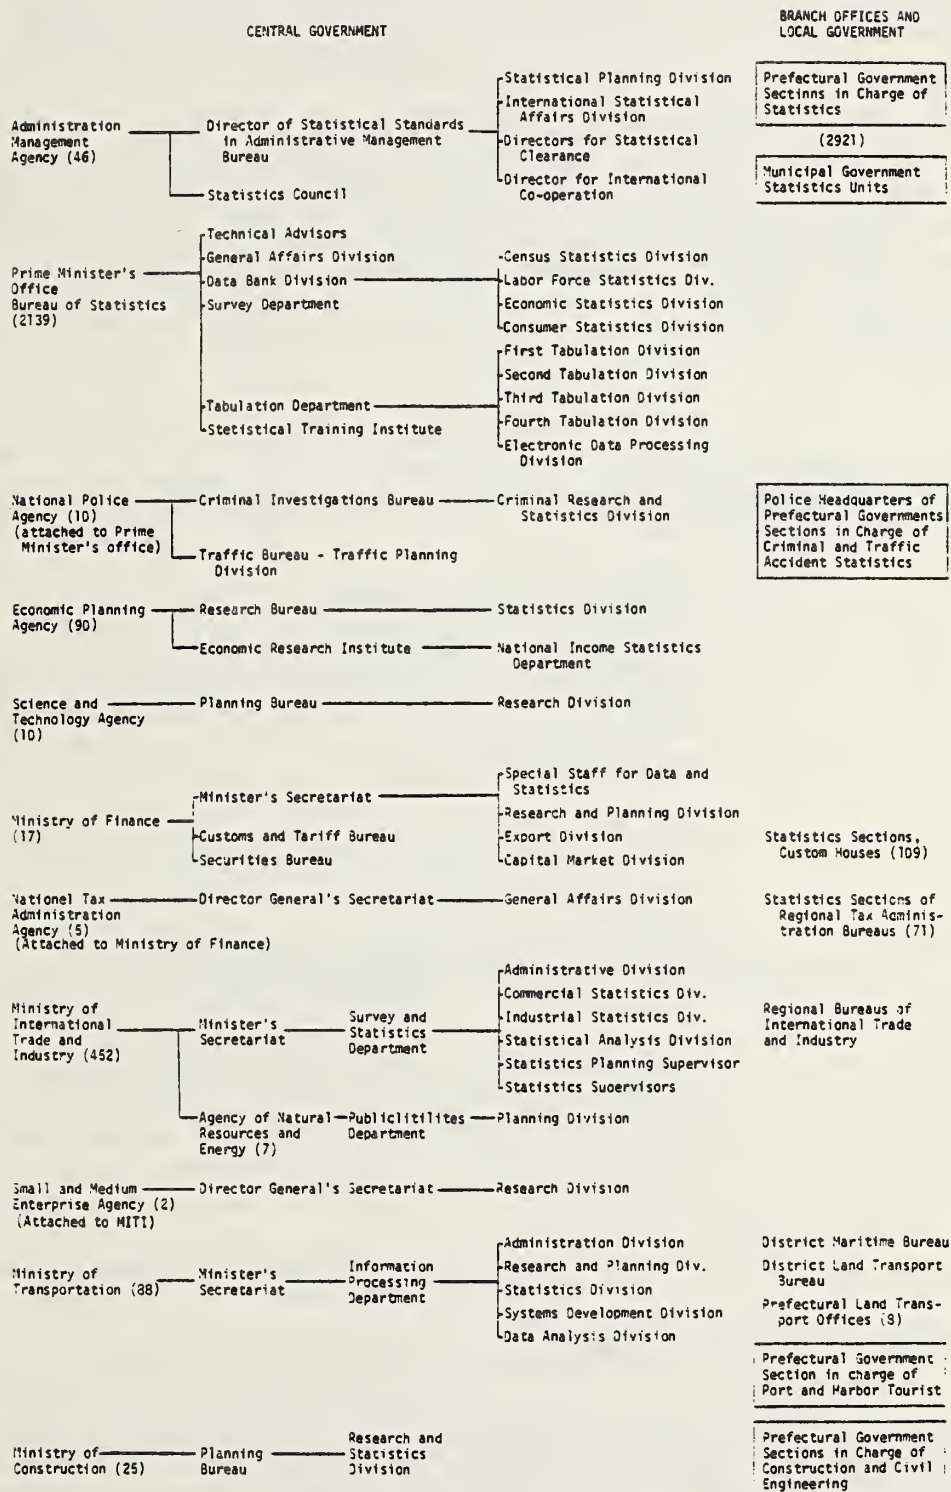 CENTRAL GOVERNMENT
BRANCH OFFICES AND
LOCAL GOVERNMENT
Administration
Management
Agency (46)
Director of Statistical Standards
in Administrative Management
Bureau
Statistics Council
Statistical Planning Division
International Statistical
Affairs Division
Directors for Statistical
Clearance
Director for International
Co-operation
Prefectural Government
Sectinns in Charge of
Statistics
(2921)
Municipal Government
Statistics Units
Prime Minister's
Office
Bureau of Statistics
(2139)
Technical Advisors
General Affairs Division
Data Bank Division
Survey Department
Tabulation Department
Stetistical Training Institute
Census Statistics Division
Labor Force Statistics Div.
Economic Statistics Division
Consumer Statistics Division
First Tabulation Division
Second Tabulation Division
Third Tabulation Division
Fourth Tabulation Division
Electronic Data Processing
Division
National Police
Agency (10)
(attached to Prime
Minister's office)
Criminal Investigations Bureau
Traffic Bureau - Traffic Planning
Division
Criminal Research and
Statistics Division
Police Headquarters of
Prefectural Governments
Sections in Charge of
Criminal and Traffic
Accident Statistics
Economic Planning
Agency (90)
Research Bureau
Statistics Division
Economic Research Institute
National Income Statistics
Department
Science and
Technology Agency
(10)
Planning Bureau
Research Division
Ministry of Finance
(17)
Minister's Secretariat
Customs and Tariff Bureau
Securities Bureau
Special Staff for Data and
Statistics
Research and Planning Division
Export Division
Capital Market Division
Statistics Sections,
Custom Houses (109)
Nationel Tax
Administration
Agency (5)
(Attached to Ministry of Finance)
Director General's Secretariat
General Affairs Division
Statistics Sections of
Regional Tax Adminis-
tration Bureaus (71)
Ministry of
International
Trade and
Industry (452)
Minister's
Secretariat
Survey and
Statistics
Department
Administrative Division
Commercial Statistics Div.
Industrial Statistics Div.
Statistical Analysis Division
Statistics Planning Supervisor
Statistics Suoervisors
Regional Bureaus of
International Trade
and Industry
Agency of Natural
Resources and
Energy (7)
Publiclitilites
Department
Planning Division
Small and Medium
Enterprise Agency (2)
(Attached to MITI)
Director General's Secretariat
Research Division
Ministry of
Transportation (88)
Minister's
Secretariat
Information
Processing
Department
Administration Division
Research and Planning Div.
Statistics Division
Systems Development Division
Data Analysis Division
District Maritime Bureau
District Land Transport
Bureau
Prefectural Land Trans-
port Offices (8)
Prefectural Government
Section in charge of
Port and Harbor Tourist
Ministry of
Construction (25)
Planning
Bureau
Research and
Statistics
Division
Prefectural Government
Sections in Charge of
Construction and Civil
Engineering